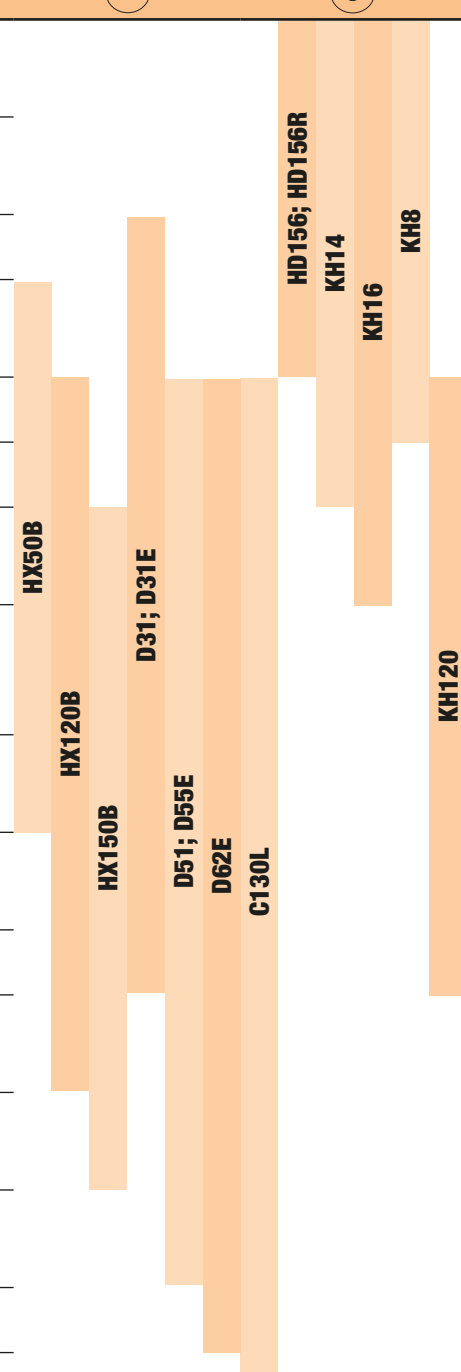 HX50B
HX120B
HX150B
D31; D31E
D51; D55E
D62E
C130L
HD156; HD156R
KH14
KH16
KH8
KH120